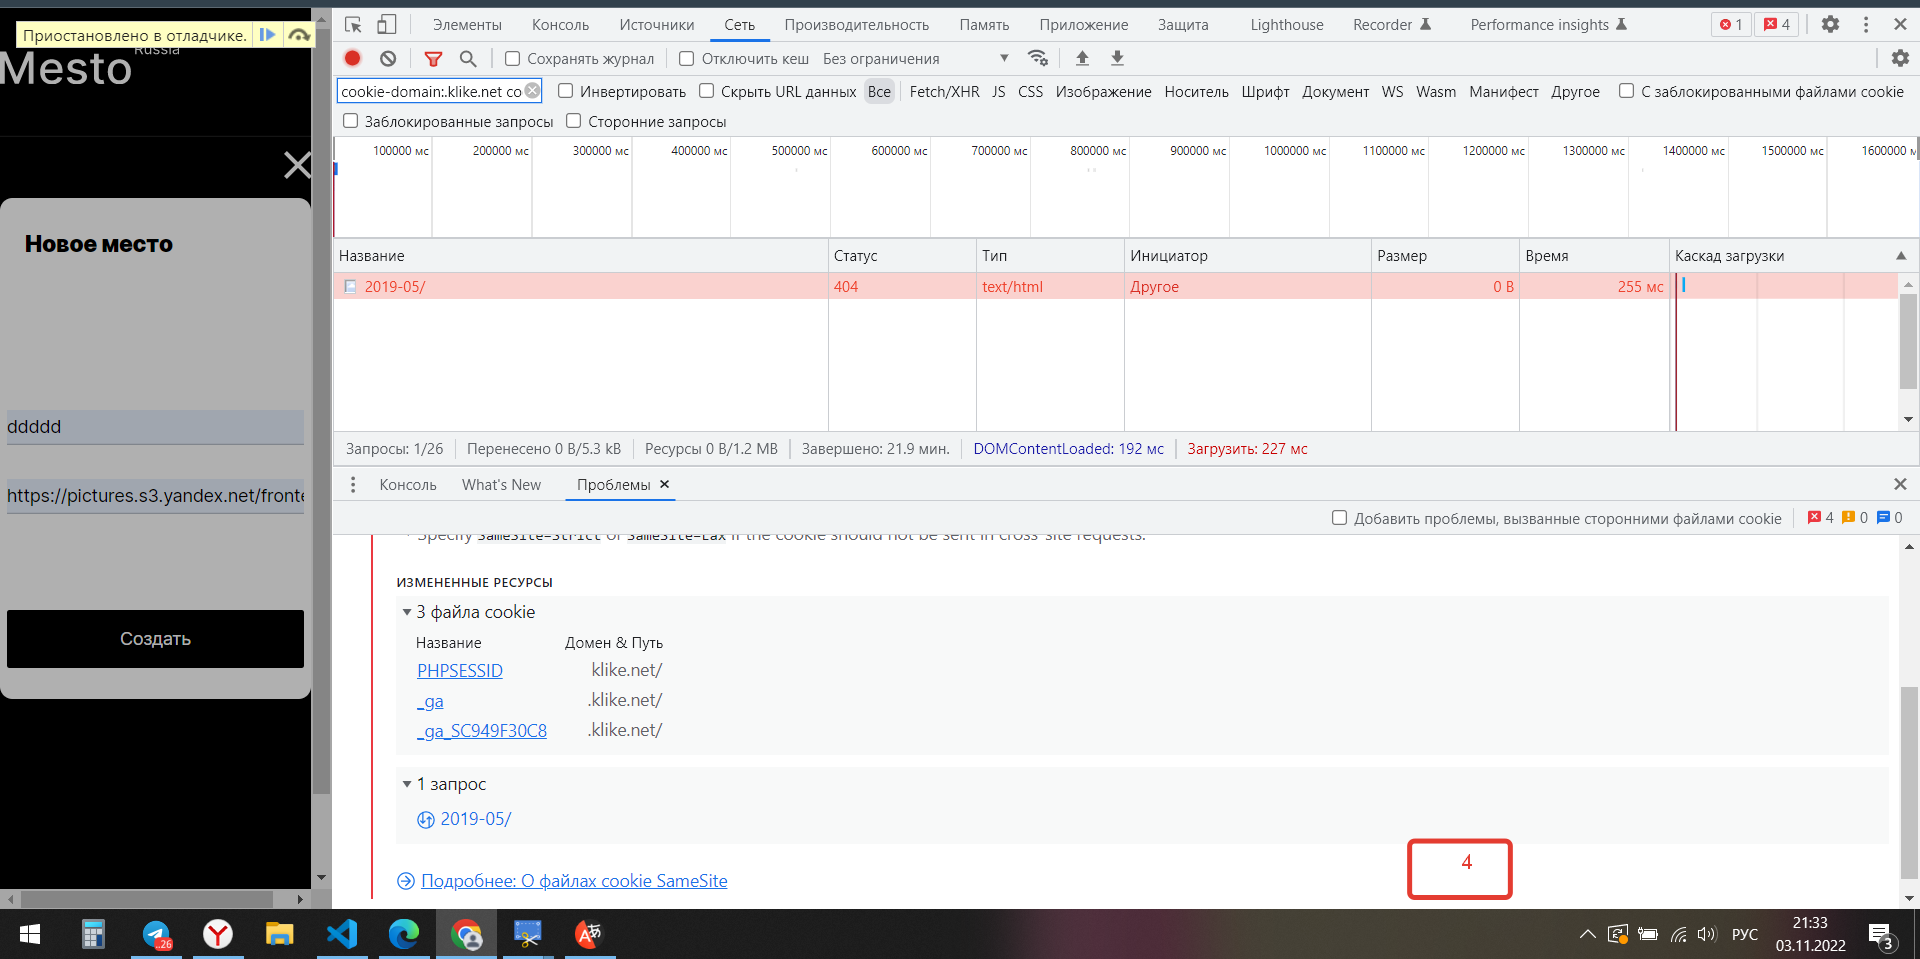 Приостановлено в отладчике.
Russia
Mesto
Новое место
ddddd
https://pictures.s3.yandex.net/fronte
Создать
Элементы Консоль Источники Сеть Производительность Память Приложение Защита Lighthouse Recorder Performance insights 1 4
Сохранять журнал Отключить кеш Без ограничения
cookie-domain:.klike.net co Инвертировать Скрыть URL данных Все Fetch/XHR JS CSS Изображение Носитель Шрифт Документ WS Wasm Манифест Другое С заблокированными файлами cookie
Заблокированные запросы Сторонние запросы
100000 мс 200000 мс 300000 мс 400000 мс 500000 мс 600000 мс 700000 мс 800000 мс 900000 мс 1000000 мс 1100000 мс 1200000 мс 1300000 мс 1400000 мс 1500000 мс 1600000 м
Название Статус Тип Инициатор Размер Время Каскад загрузки
2019-05/ 404 text/html Другое 0 B 255 мс
Запросы: 1/26 Перенесено 0 B/5.3 kB Ресурсы 0 B/1.2 MB Завершено: 21.9 мин. DOMContentLoaded: 192 мс Загрузить: 227 мс
Консоль What's New Проблемы
Добавить проблемы, вызванные сторонними файлами cookie 4 0 0
Specify SameSite=Strict or SameSite=Lax if the cookie should not be sent in cross-site requests.
ИЗМЕНЕННЫЕ РЕСУРСЫ
3 файла cookie
Название Домен & Путь
PHPSESSID klike.net/
_ga .klike.net/
_ga_SC949F30C8 .klike.net/
1 запрос
2019-05/
4
Подробнее: О файлах cookie SameSite
..26
РУС
21:33
03.11.2022
3